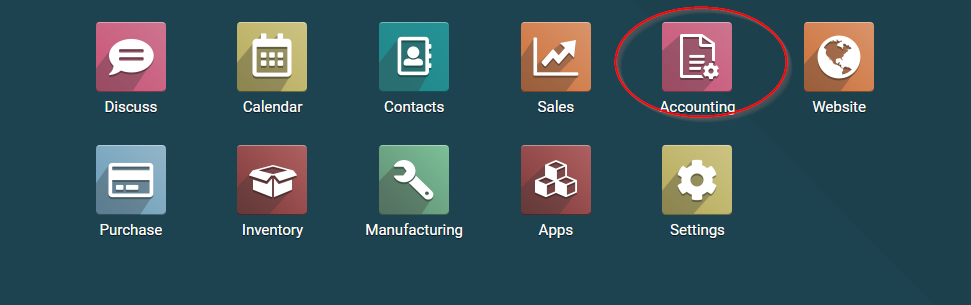 Discuss
Calendar
Contacts
Sales
Accounting
Website
Purchase
Inventory
Manufacturing
Apps
Settings